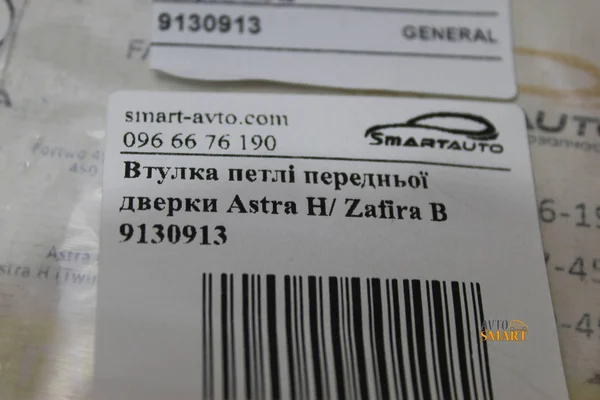 9130913 GENERAL
smart-avto.com
096 66 76 190
SMARTAUTO
Втулка петлі передньої
дверки Astra H/ Zafira B
9130913
AVTO
SMART